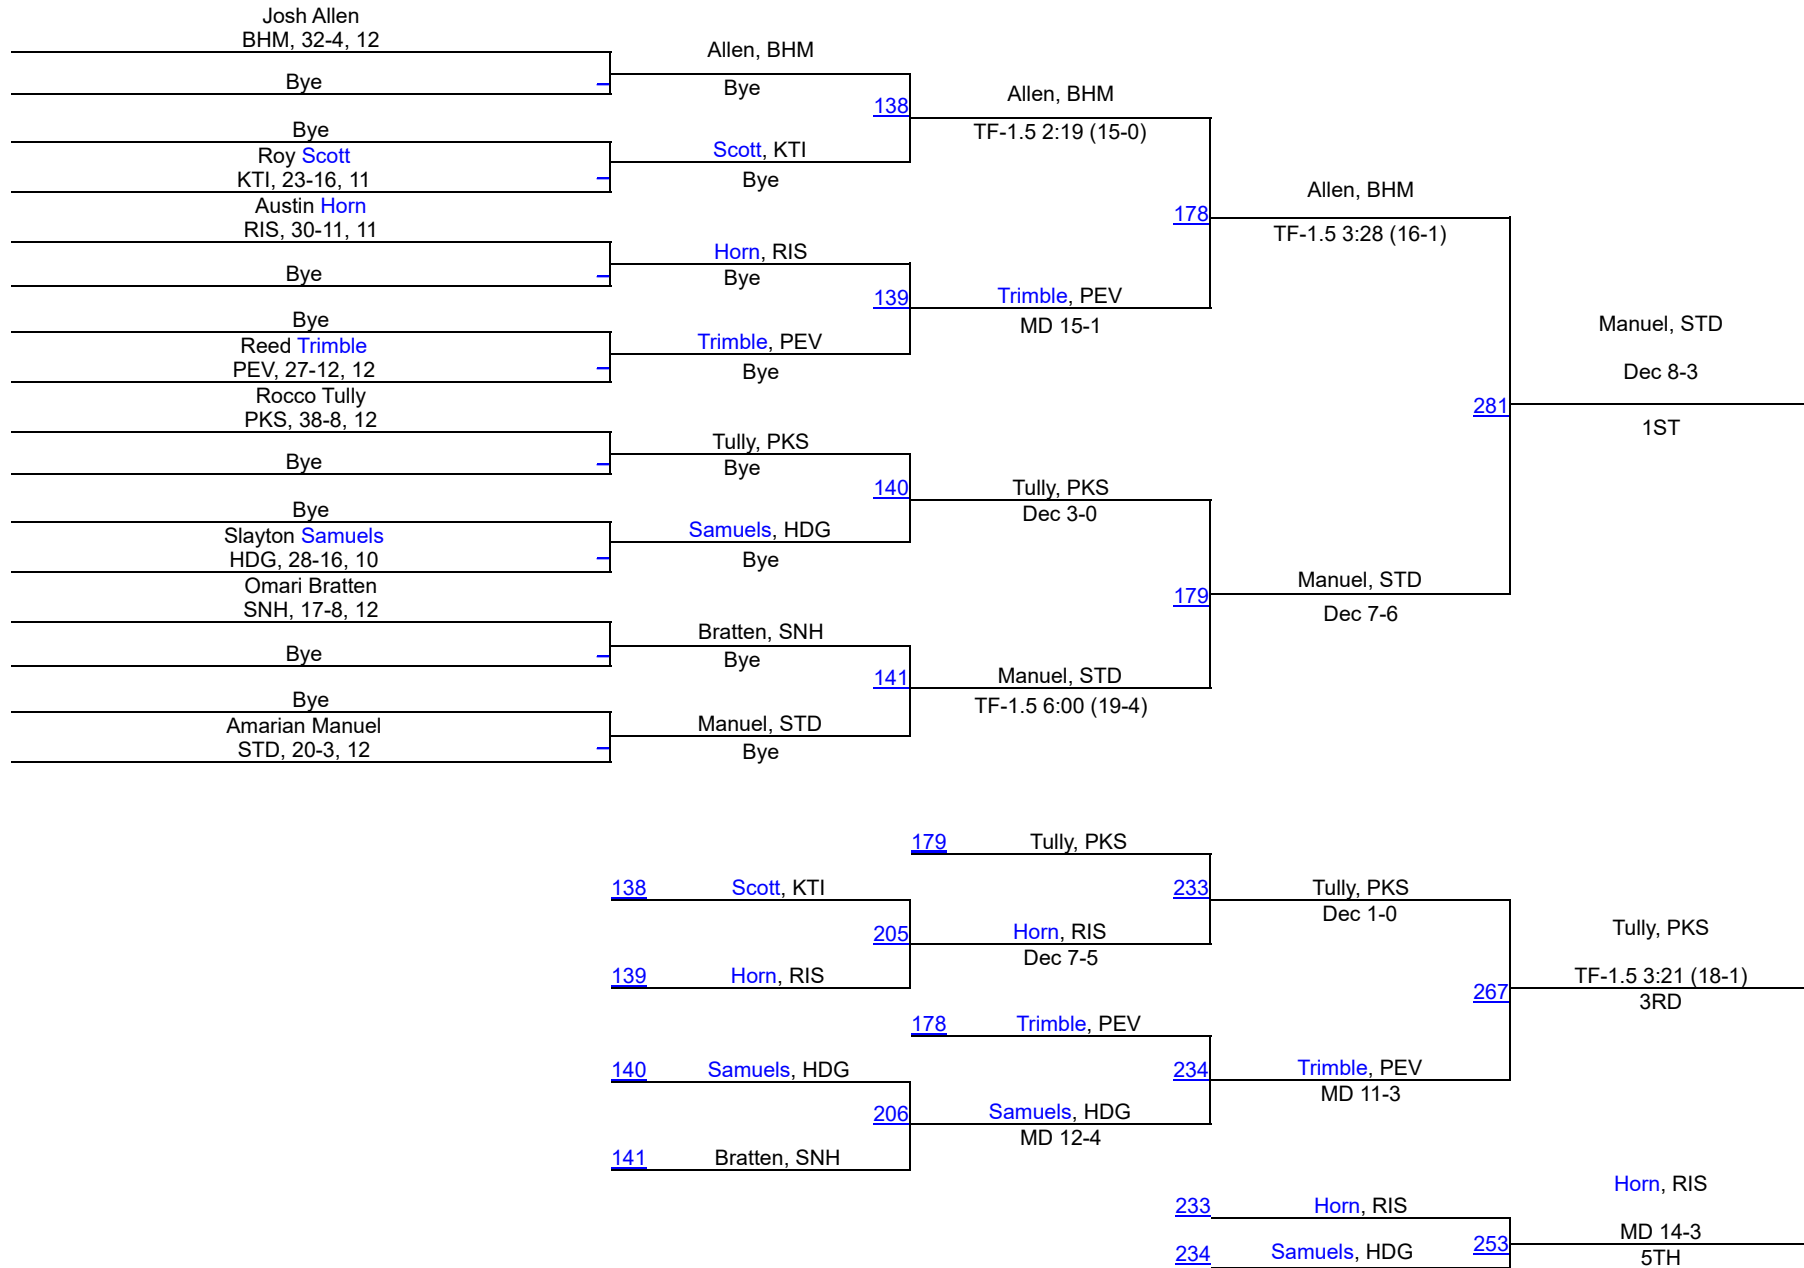 Josh Allen
BHM, 32-4, 12
Bye
Bye
Roy Scott
KTI, 23-16, 11
Austin Horn
RIS, 30-11, 11
Bye
Bye
Reed Trimble
PEV, 27-12, 12
Rocco Tully
PKS, 38-8, 12
Bye
Bye
Slayton Samuels
HDG, 28-16, 10
Omari Bratten
SNH, 17-8, 12
Bye
Bye
Amarian Manuel
STD, 20-3, 12
Allen, BHM
Bye
138
Scott, KTI
Bye
Horn, RIS
Bye
139
Trimble, PEV
Bye
Tully, PKS
Bye
140
Samuels, HDG
Bye
Bratten, SNH
Bye
141
Manuel, STD
Bye
Allen, BHM
TF-1.5 2:19 (15-0)
178
Trimble, PEV
MD 15-1
Tully, PKS
Dec 3-0
179
Manuel, STD
TF-1.5 6:00 (19-4)
Allen, BHM
TF-1.5 3:28 (16-1)
281
Manuel, STD
Dec 7-6
Manuel, STD
Dec 8-3
1ST
138 Scott, KTI
205
139 Horn, RIS
140 Samuels, HDG
206
141 Bratten, SNH
179 Tully, PKS
233
Horn, RIS
Dec 7-5
178 Trimble, PEV
234
Samuels, HDG
MD 12-4
Tully, PKS
Dec 1-0
267
Trimble, PEV
MD 11-3
Tully, PKS
TF-1.5 3:21 (18-1)
3RD
233 Horn, RIS
234 Samuels, HDG
253
Horn, RIS
MD 14-3
5TH